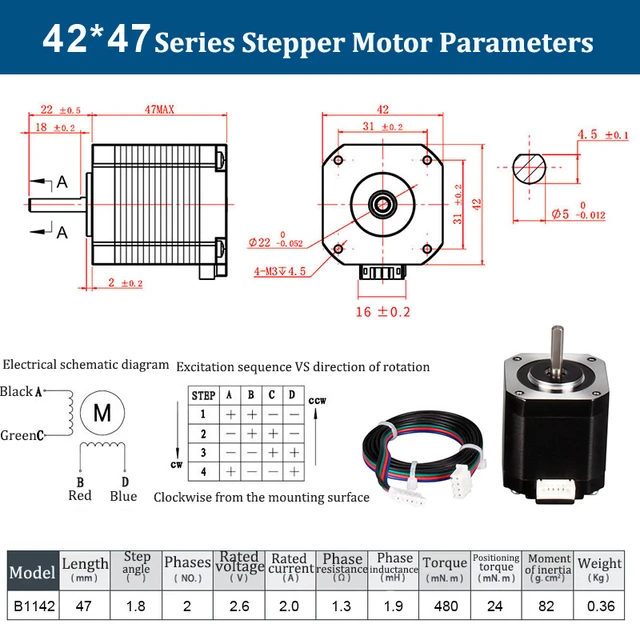 42*47 Series Stepper Motor Parameters
22 ±0.5
47MAX
18 ±0.2
A
A
2 ±0.2
42
31 ±0.2
31 ±0.2
42
Ø22 0 -0.052
4-M3↧4.5
16 ±0.2
4.5 ±0.1
Ø5 0 -0.012
Electrical schematic diagram
Excitation sequence VS direction of rotation
Black A
Green C
M
B D
Red Blue
STEP A B C D
1 + + — —
2 — + + —
3 — — + +
4 + — — +
CCW
CW
Clockwise from the mounting surface
Model Length (mm) Step angle (°) Phases (NO.) Rated voltage (V) Rated current (A) Phase resistance (Ω) Phase inductance (mH) Torque (mN.m) Positioning torque (mN.m) Moment of inertia (g.cm²) Weight (Kg)
B1142 47 1.8 2 2.6 2.0 1.3 1.9 480 24 82 0.36